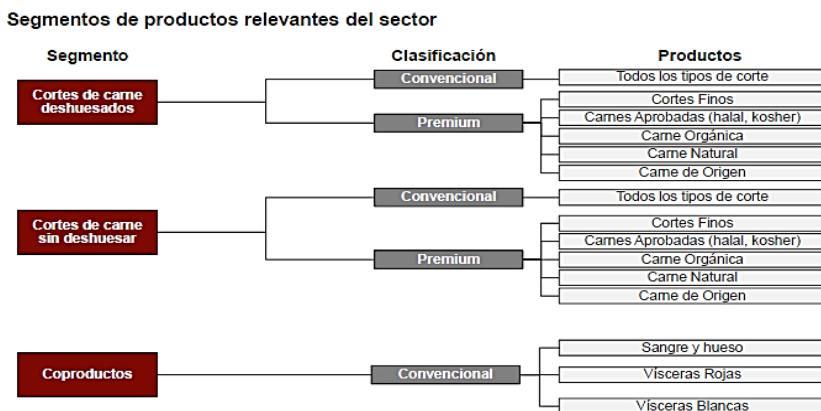 Segmentos de productos relevantes del sector
Segmento Clasificación Productos
Cortes de carne
deshuesados
Convencional
Todos los tipos de corte
Premium
Cortes Finos
Carnes Aprobadas (halal, kosher)
Carne Orgánica
Carne Natural
Carne de Origen
Cortes de carne
sin deshuesar
Convencional
Todos los tipos de corte
Premium
Cortes Finos
Carnes Aprobadas (halal, kosher)
Carne Orgánica
Carne Natural
Carne de Origen
Coproductos
Convencional
Sangre y hueso
Vísceras Rojas
Vísceras Blancas